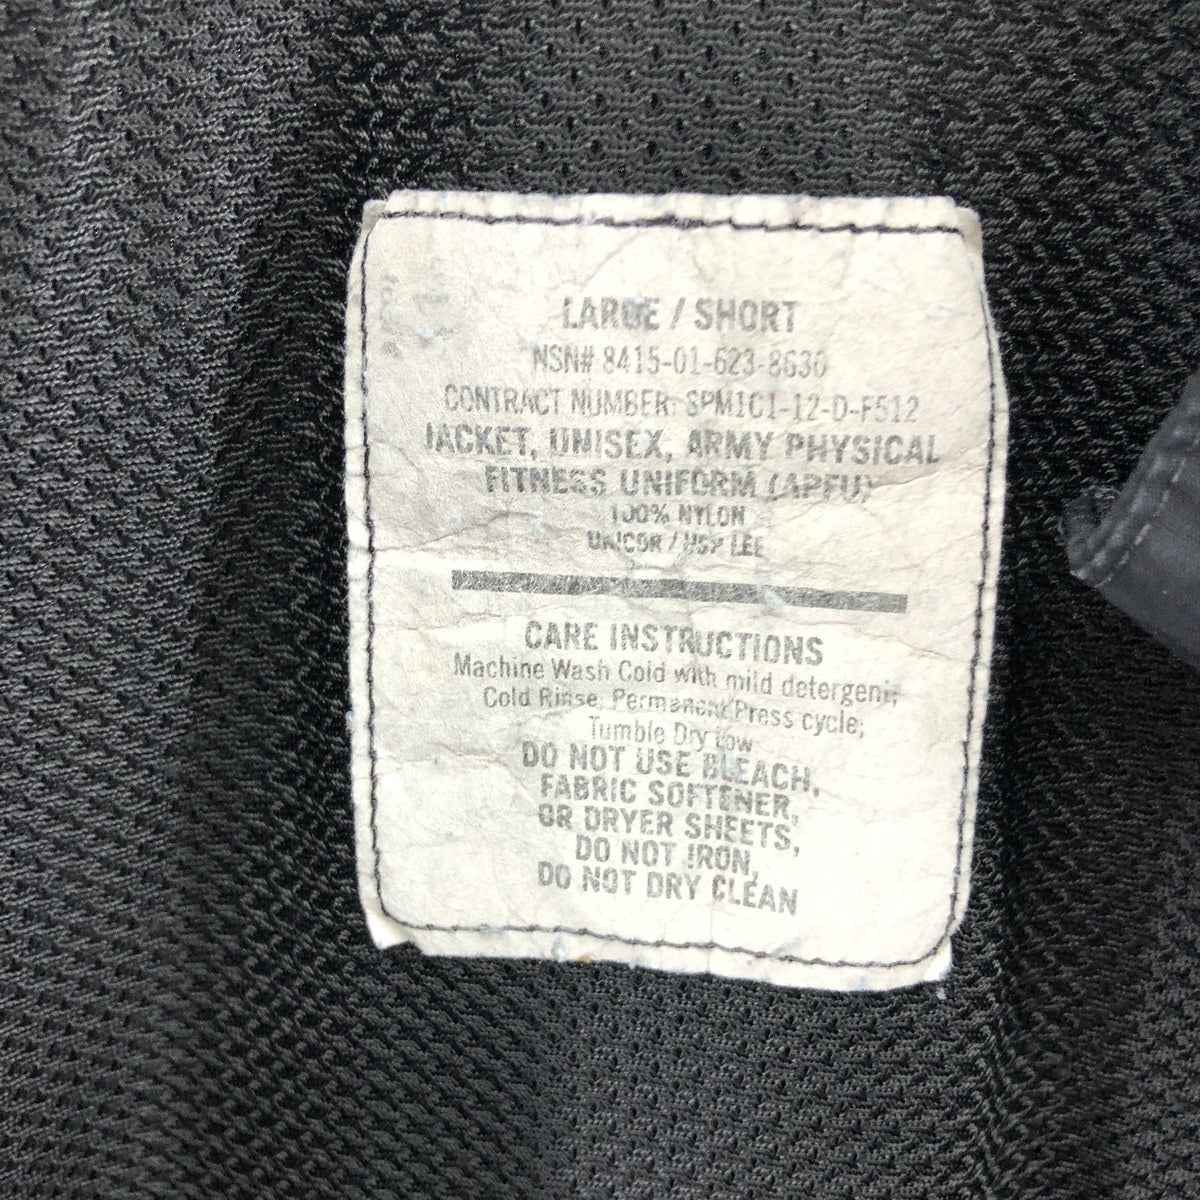 LARGE / SHORT
NSN# 8415-01-623-8630
CONTRACT NUMBER: SPM1C1-12-D-F512
JACKET, UNISEX, ARMY PHYSICAL
FITNESS UNIFORM (APFU)
100% NYLON
UNICOR / USP LEE
CARE INSTRUCTIONS
Machine Wash Cold with mild detergent,
Cold Rinse, Permanent Press cycle,
Tumble Dry Low
DO NOT USE BLEACH,
FABRIC SOFTENER,
OR DRYER SHEETS,
DO NOT IRON,
DO NOT DRY CLEAN